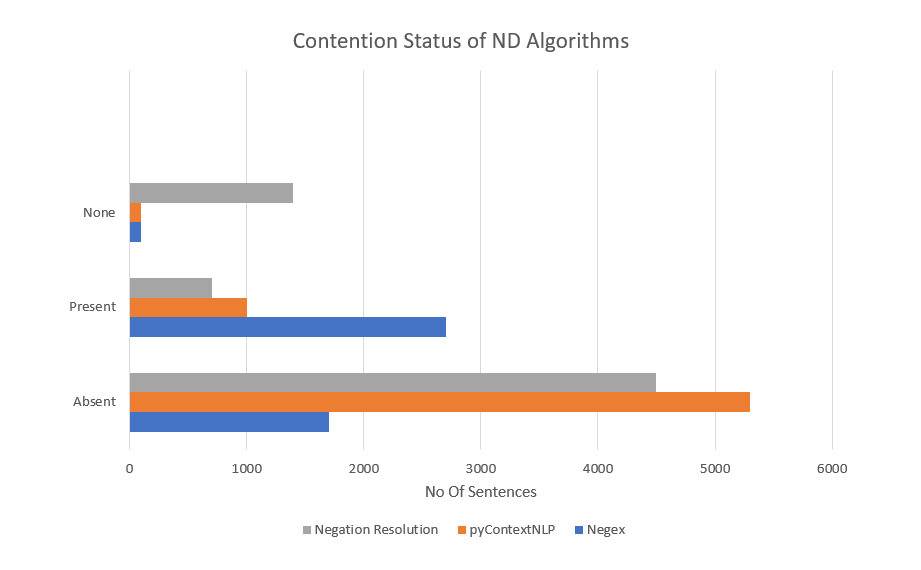 Contention Status of ND Algorithms
None
Present
Absent
0 1000 2000 3000 4000 5000 6000
No Of Sentences
Negation Resolution pyContextNLP Negex